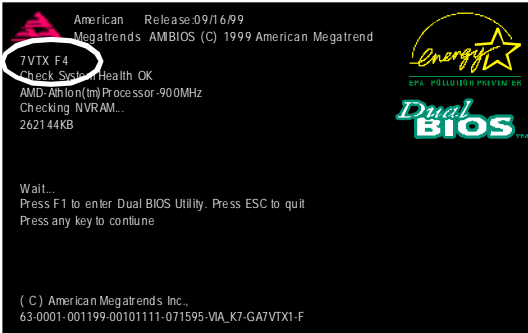 American Release:09/16/99
Megatrends AMIBIOS (C) 1999 American Megatrend
7VTX F4
Check System Health OK
AMD-Athlon(tm)Processor-900MHz
Checking NVRAM...
262144KB
energy
EPA POLLUTION PREVENTER
Dual
BIOS™
Wait...
Press F1 to enter Dual BIOS Utility. Press ESC to quit
Press any key to contiune
( C ) American Megatrends Inc.,
63-0001-001199-00101111-071595-VIA_K7-GA7VTX1-F